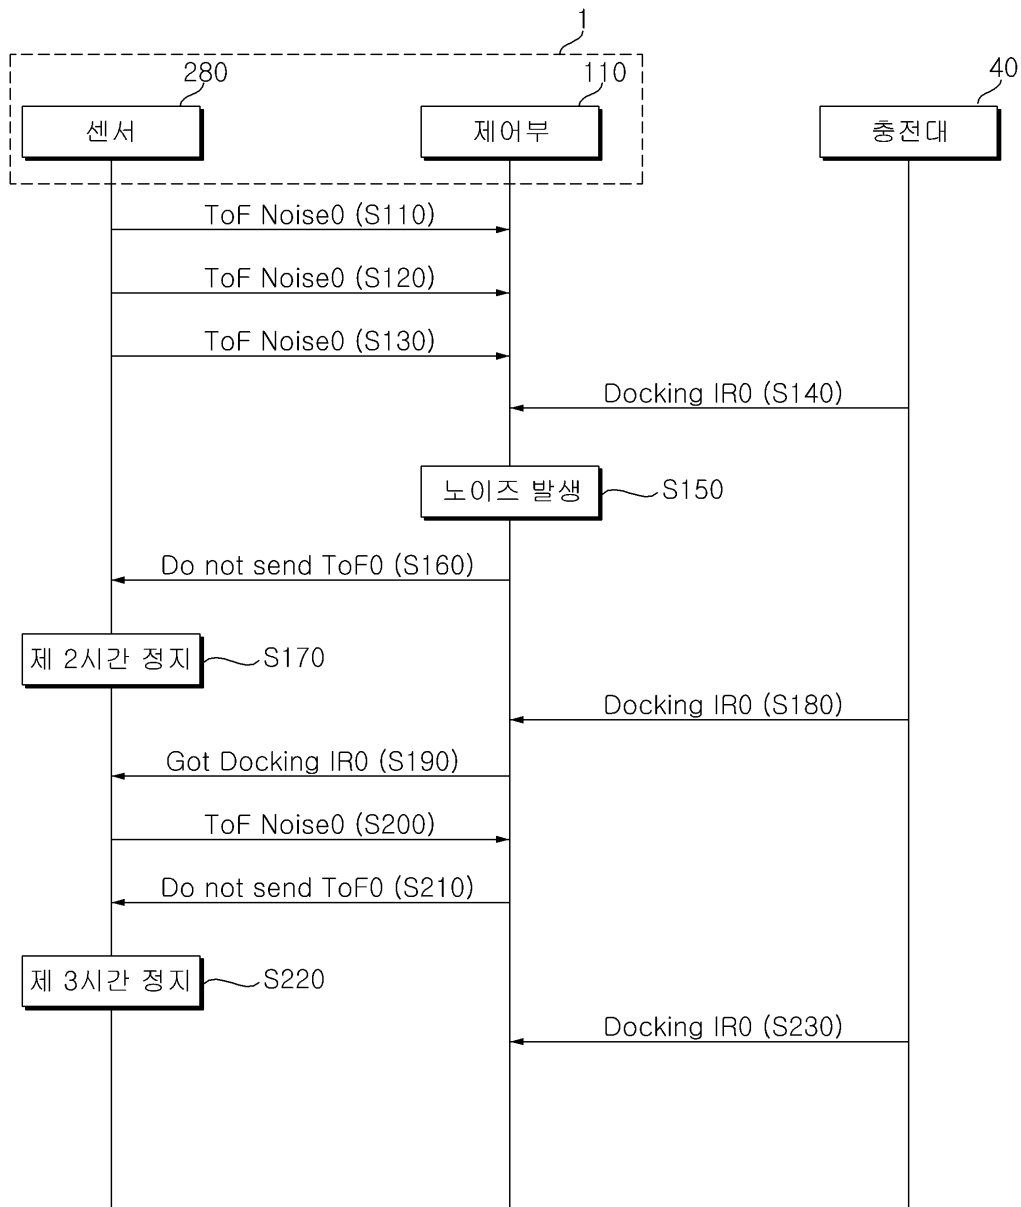 1
280
110
40
센서
제어부
충전대
ToF Noise0 (S110)
ToF Noise0 (S120)
ToF Noise0 (S130)
Docking IR0 (S140)
노이즈 발생
S150
Do not send ToF0 (S160)
제 2시간 정지
S170
Docking IR0 (S180)
Got Docking IR0 (S190)
ToF Noise0 (S200)
Do not send ToF0 (S210)
제 3시간 정지
S220
Docking IR0 (S230)